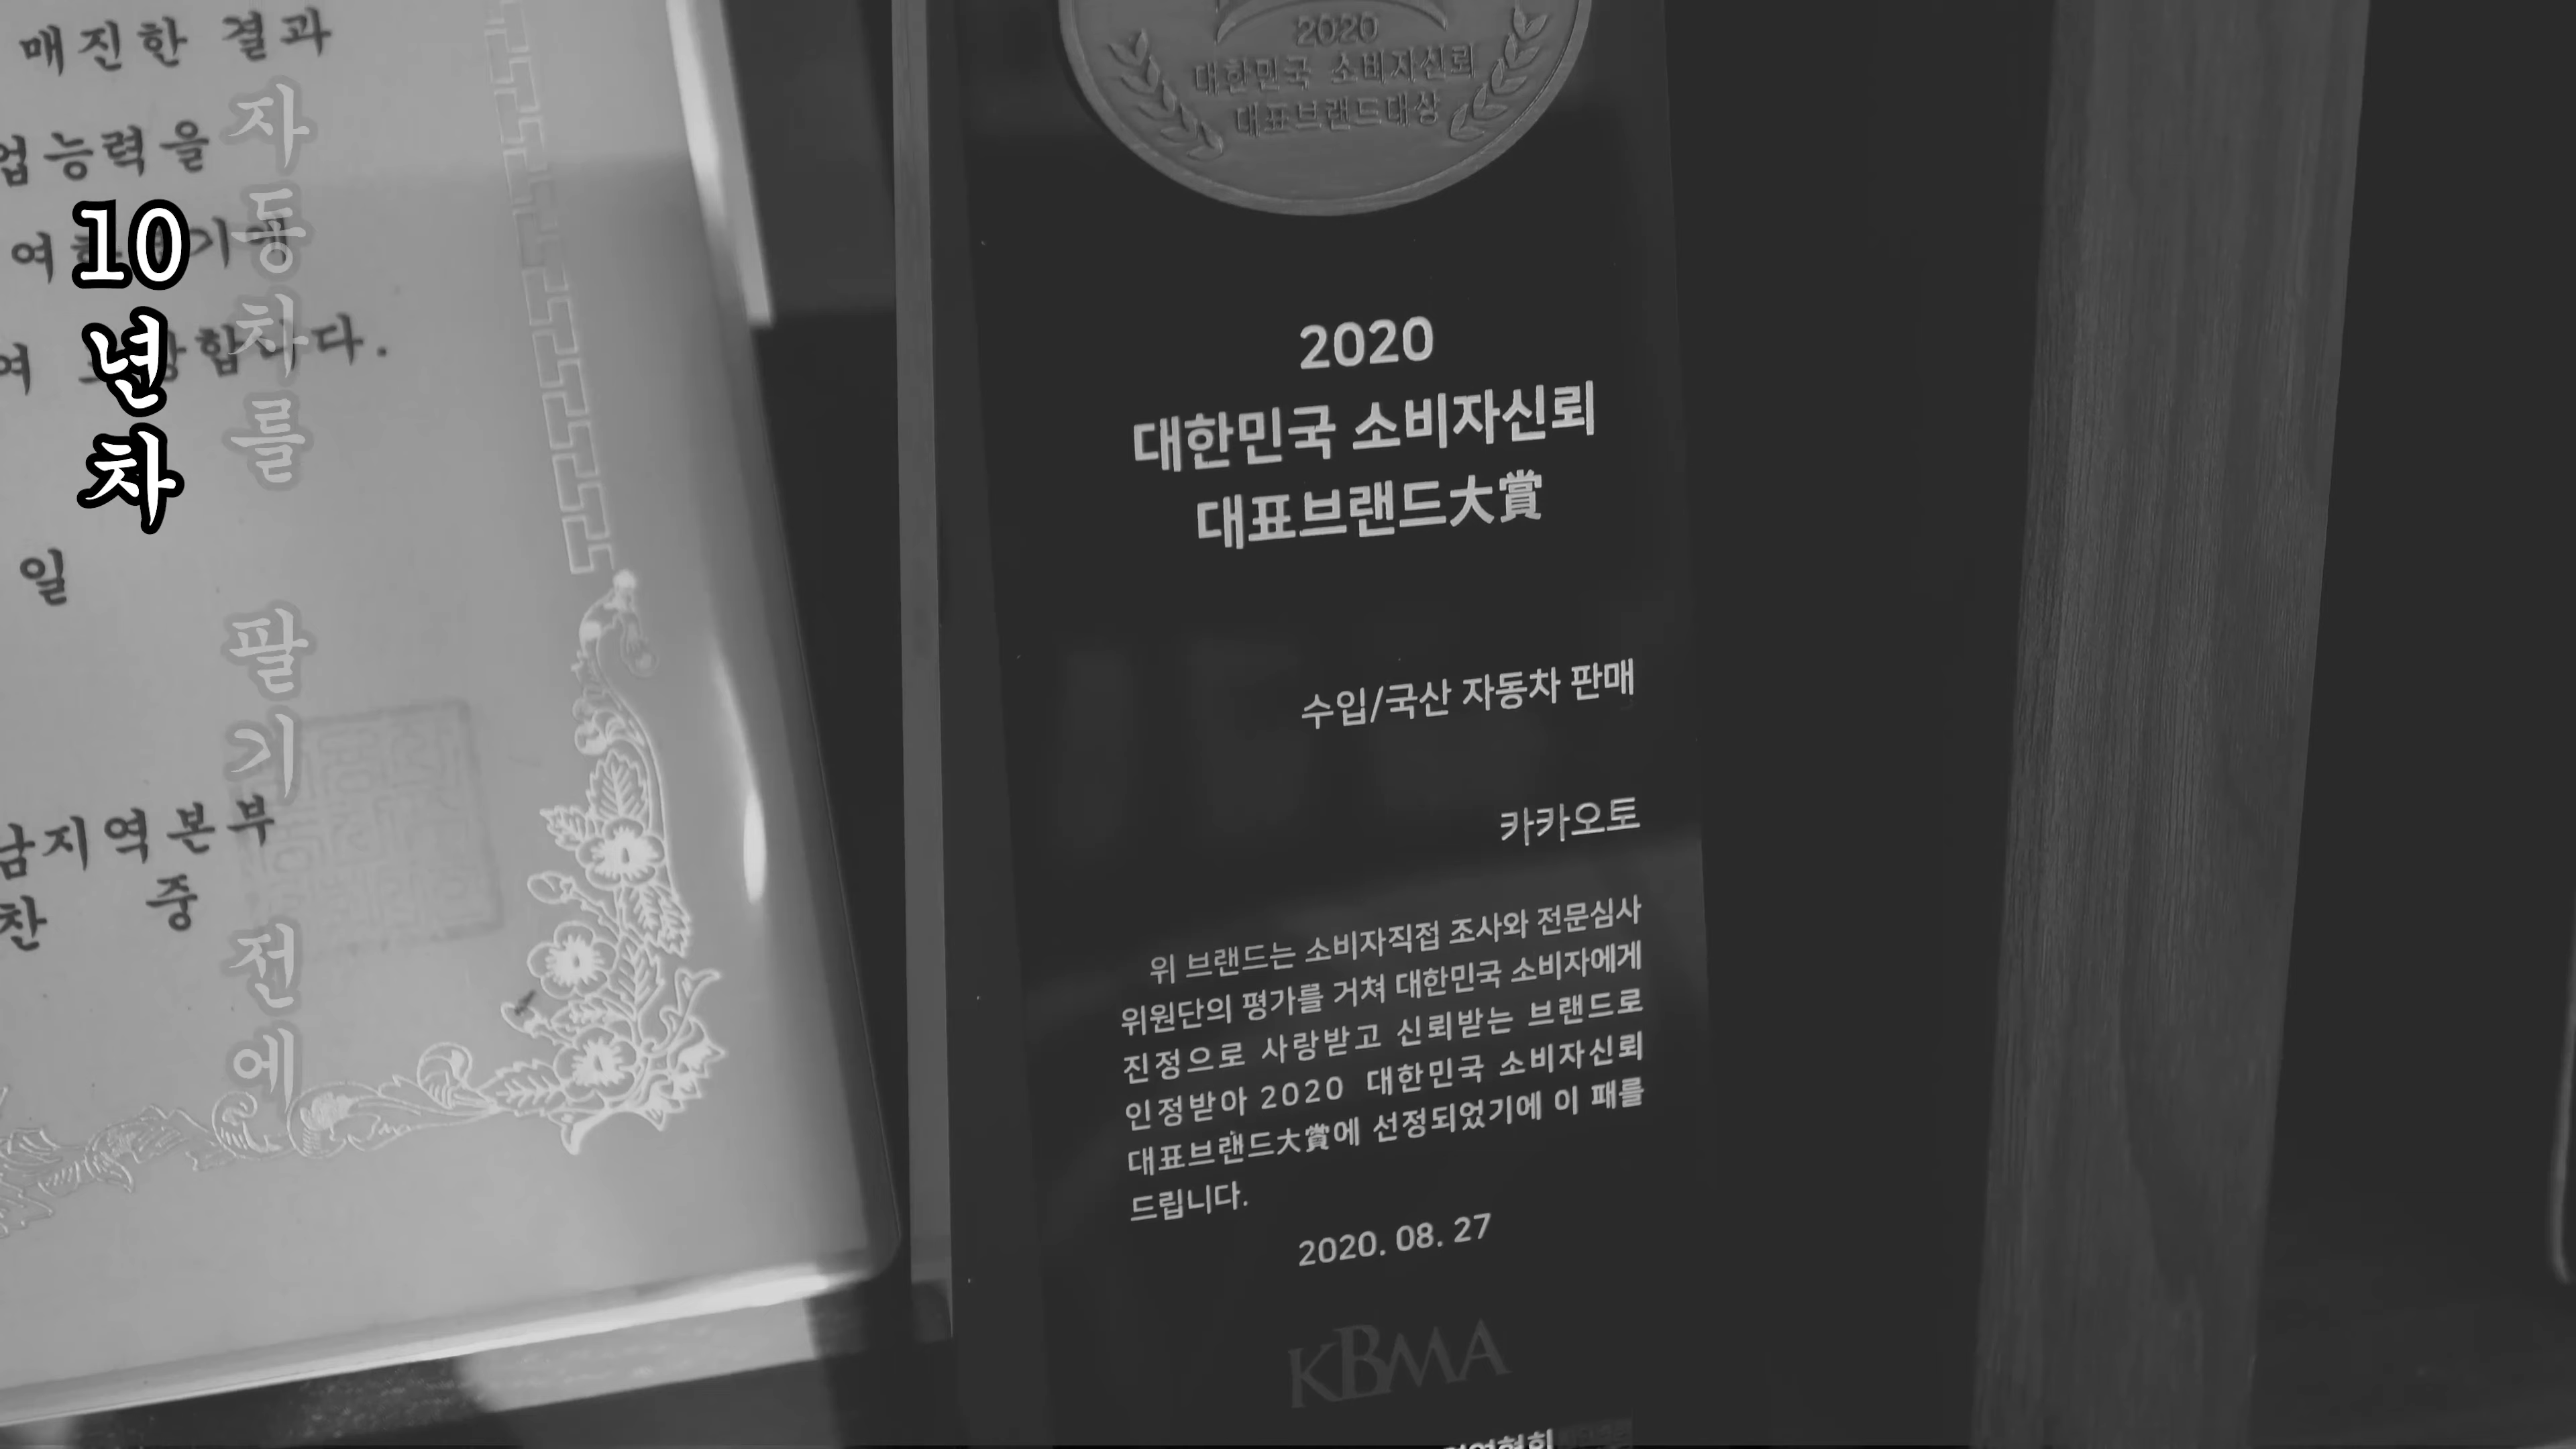 매진한 결과
업능력을
여
여
일
남지역본부
찬 중
자동차를 팔기 전에
10년차
2020
대한민국 소비자신뢰
대표브랜드대상
2020
대한민국 소비자신뢰
대표브랜드大賞
수입/국산 자동차 판매
카카오토
위 브랜드는 소비자직접 조사와 전문심사
위원단의 평가를 거쳐 대한민국 소비자에게
진정으로 사랑받고 신뢰받는 브랜드로
인정받아 2020 대한민국 소비자신뢰
대표브랜드大賞에 선정되었기에 이 패를
드립니다.
2020. 08. 27
KBMA